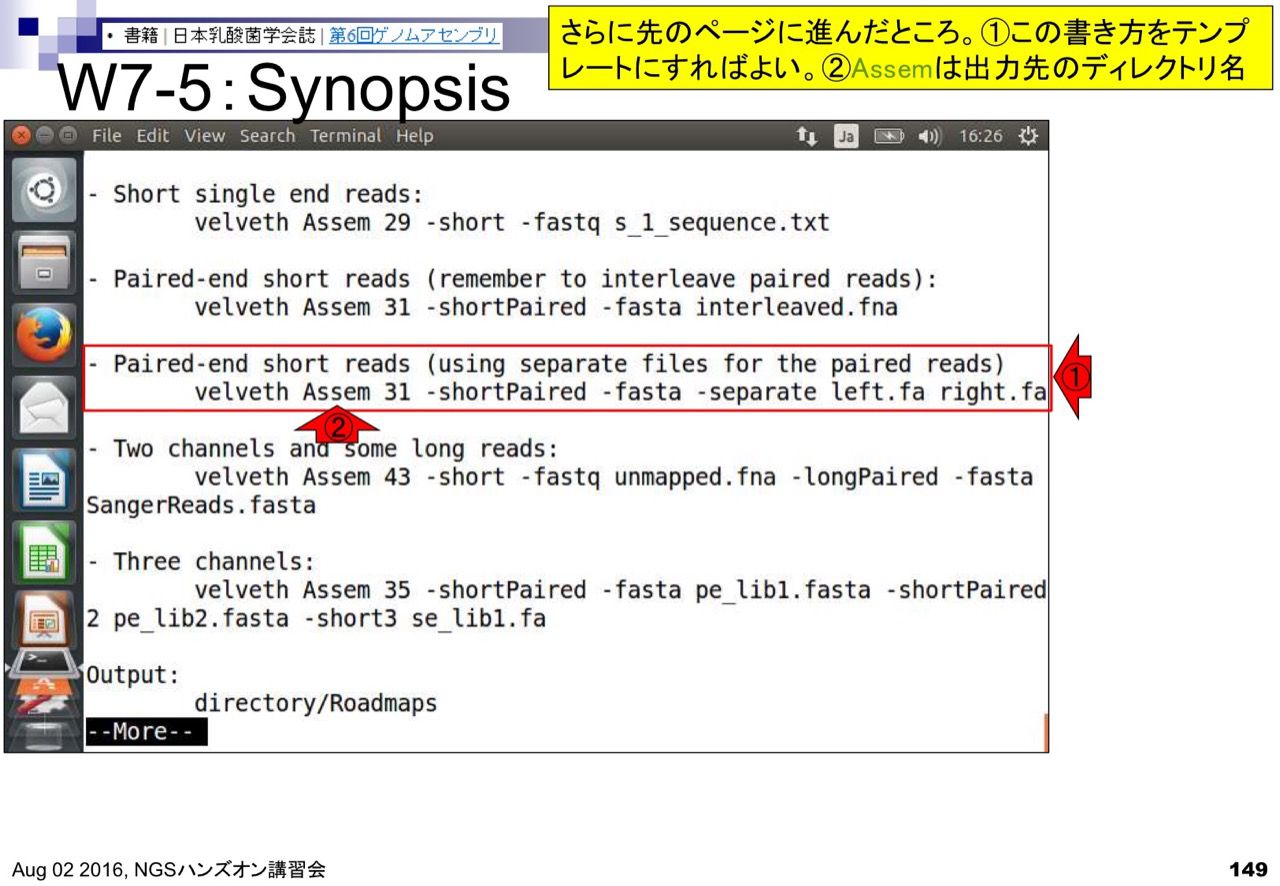 • 書籍 | 日本乳酸菌学会誌 | 第6回ゲノムアセンブリ
さらに先のページに進んだところ。①この書き方をテンプ
レートにすればよい。②Assemは出力先のディレクトリ名
W7-5：Synopsis
File Edit View Search Terminal Help Ja 16:26
- Short single end reads:
velveth Assem 29 -short -fastq s_1_sequence.txt
- Paired-end short reads (remember to interleave paired reads):
velveth Assem 31 -shortPaired -fasta interleaved.fna
- Paired-end short reads (using separate files for the paired reads)
velveth Assem 31 -shortPaired -fasta -separate left.fa right.fa
①
②
- Two channels and some long reads:
velveth Assem 43 -short -fastq unmapped.fna -longPaired -fasta
SangerReads.fasta
- Three channels:
velveth Assem 35 -shortPaired -fasta pe_lib1.fasta -shortPaired
2 pe_lib2.fasta -short3 se_lib1.fa
Output:
directory/Roadmaps
--More--
Aug 02 2016, NGSハンズオン講習会
149